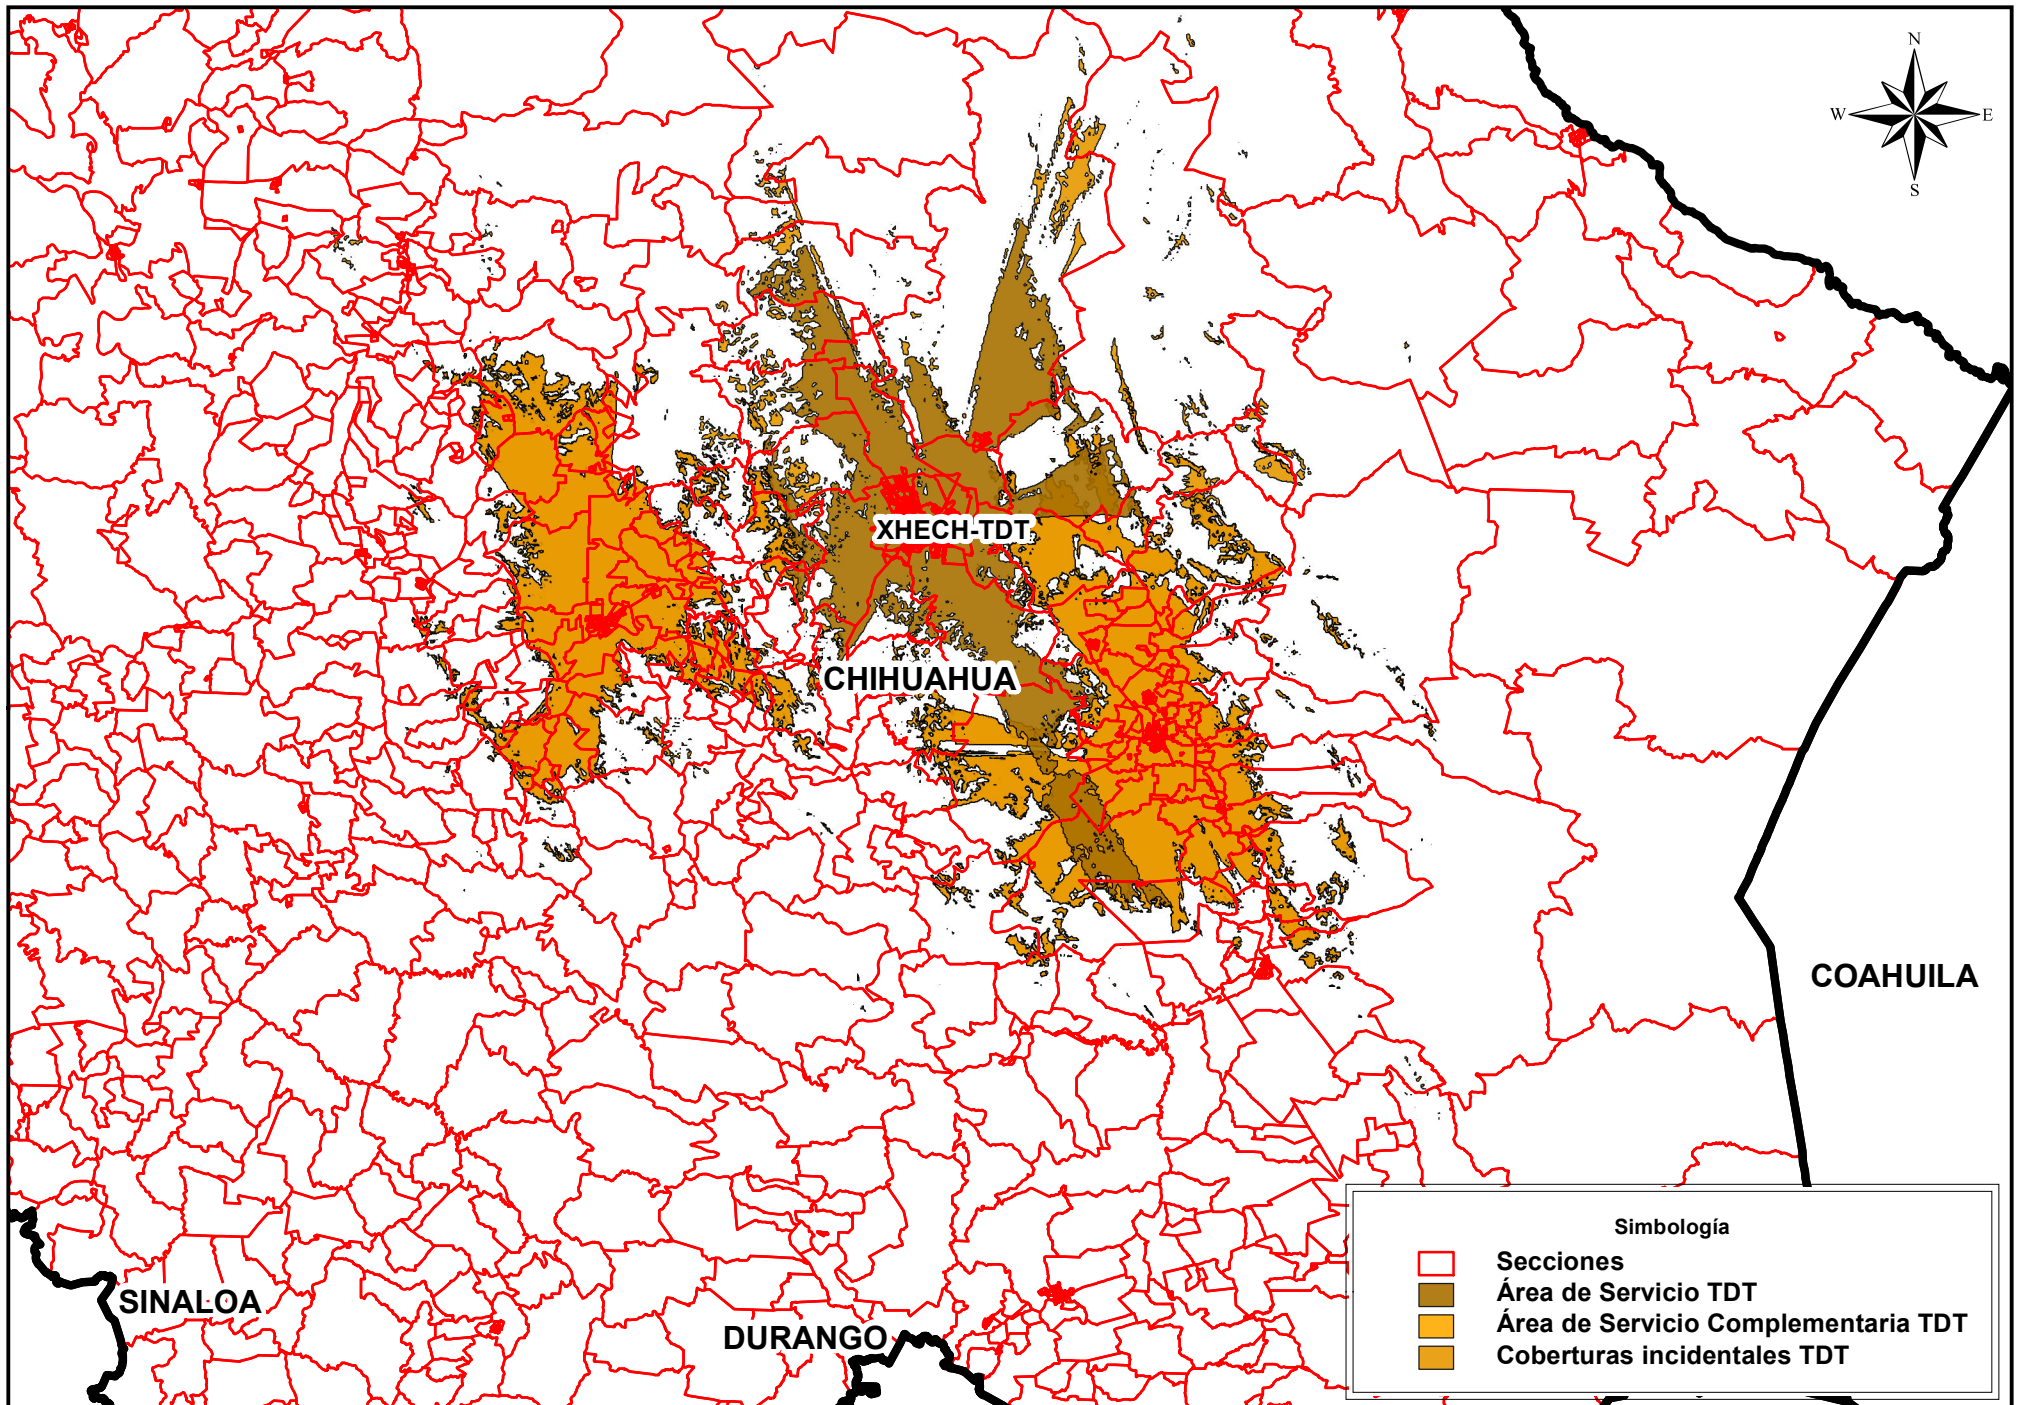 N
W
E
S
XHECH-TDT
CHIHUAHUA
COAHUILA
SINALOA
DURANGO
Simbología
Secciones
Área de Servicio TDT
Área de Servicio Complementaria TDT
Coberturas incidentales TDT